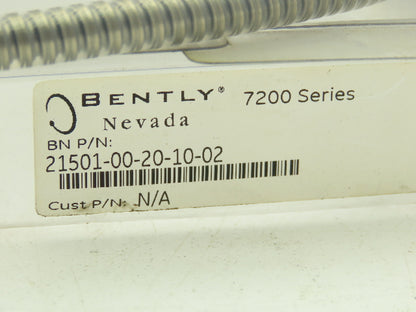 BENTLY® 7200 Series
Nevada
BN P/N:
21501-00-20-10-02
Cust P/N: N/A